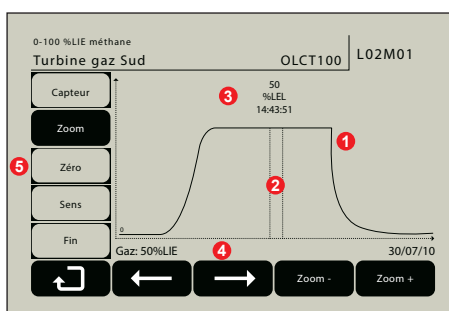 0-100 %LIE méthane
Turbine gaz Sud
OLCT100
L02M01
Capteur
Zoom
Zéro
Sens
Fin
50
%LEL
14:43:51
3
1
2
5
4
0
Gaz: 50%LIE
30/07/10
Zoom -
Zoom +